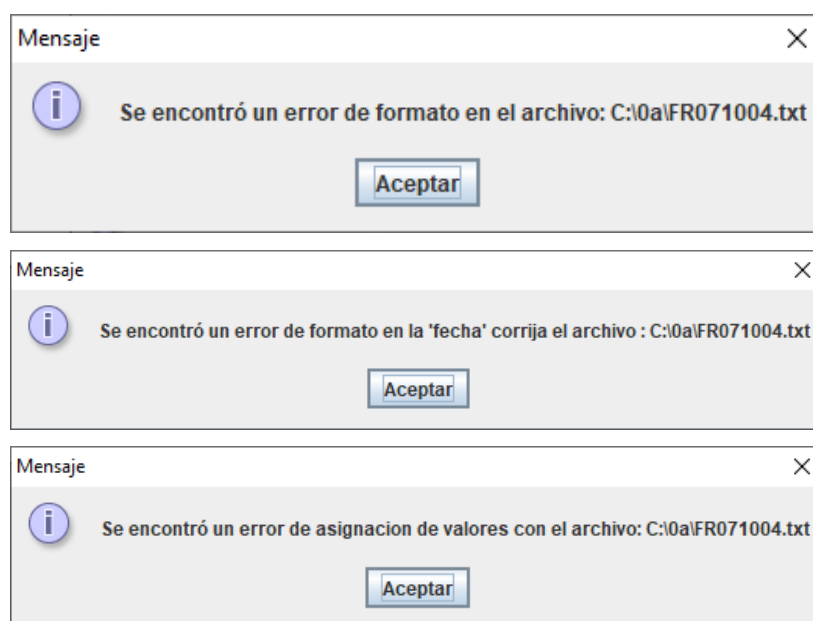 Mensaje
Se encontró un error de formato en el archivo: C:\0a\FR071004.txt
Aceptar
Mensaje
Se encontró un error de formato en la 'fecha' corrija el archivo : C:\0a\FR071004.txt
Aceptar
Mensaje
Se encontró un error de asignacion de valores con el archivo: C:\0a\FR071004.txt
Aceptar